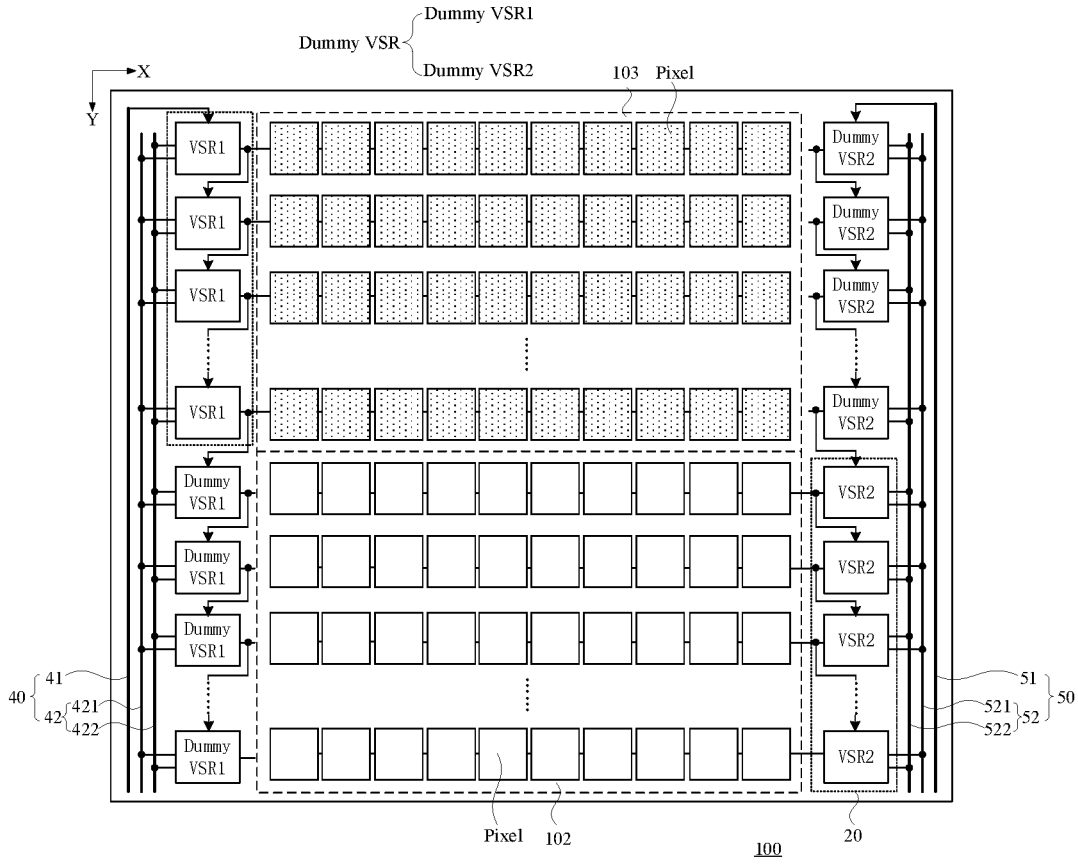 Dummy VSR1
Dummy VSR
Dummy VSR2
X
Y
103 Pixel
VSR1
Dummy
VSR2
VSR1
Dummy
VSR2
VSR1
Dummy
VSR2
VSR1
Dummy
VSR2
Dummy
VSR1
VSR2
Dummy
VSR1
VSR2
Dummy
VSR1
VSR2
Dummy
VSR1
VSR2
40
41
42
421
422
51
521
522
52
50
Pixel
102
20
100